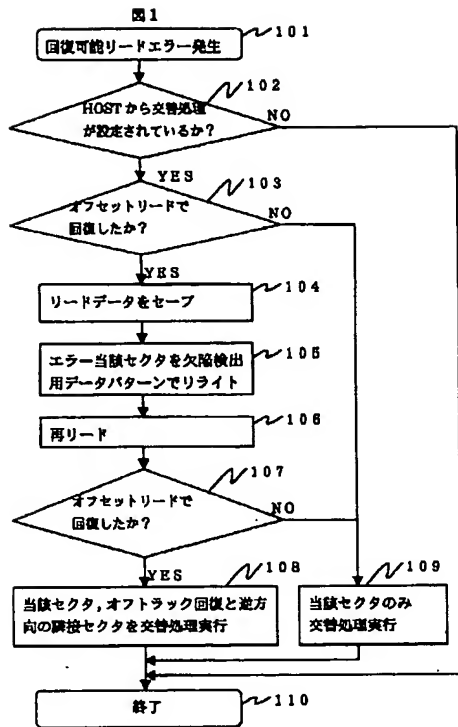 図1
101
回復可能リードエラー発生
102
HOSTから交替処理
が設定されているか?
NO
YES
103
オフセットリードで
回復したか?
NO
YES
104
リードデータをセーブ
105
エラー当該セクタを欠陥検出
用データパターンでリライト
106
再リード
107
オフセットリードで
回復したか?
NO
YES
108
当該セクタ,オフトラック回復と逆方
向の隣接セクタを交替処理実行
109
当該セクタのみ
交替処理実行
110
終了